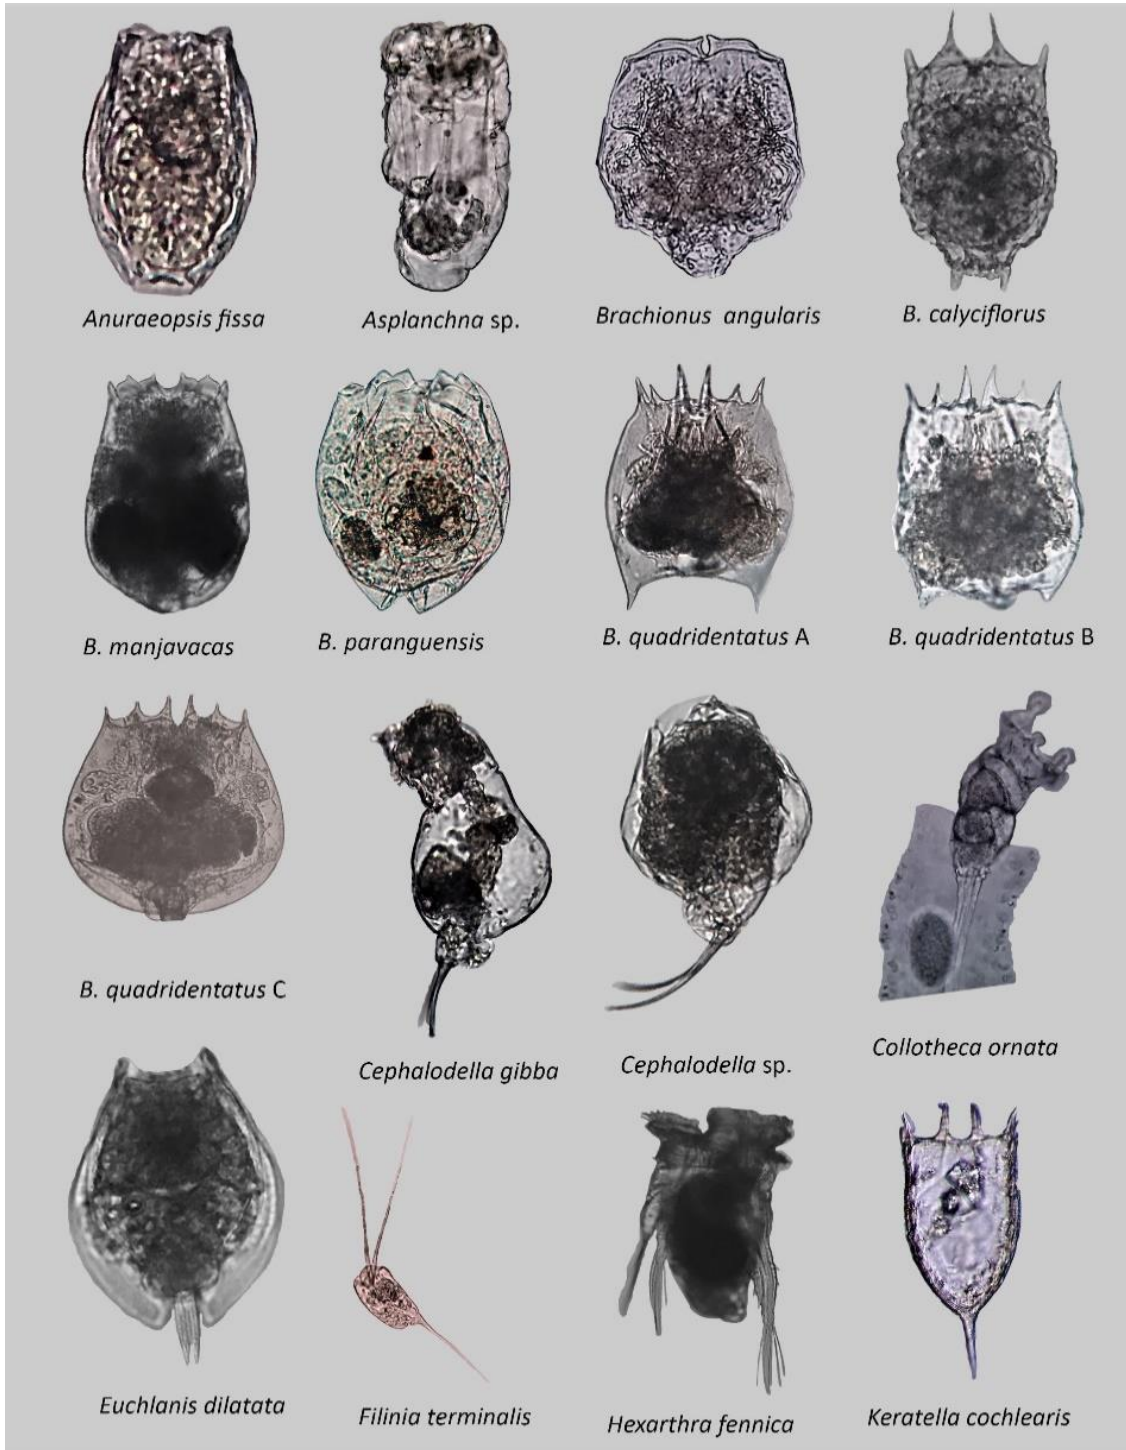 Anuraeopsis fissa
Asplanchna sp.
Brachionus angularis
B. calyciflorus
B. manjavacas
B. paranguensis
B. quadridentatus A
B. quadridentatus B
B. quadridentatus C
Cephalodella gibba
Cephalodella sp.
Collotheca ornata
Euchlanis dilatata
Filinia terminalis
Hexarthra fennica
Keratella cochlearis